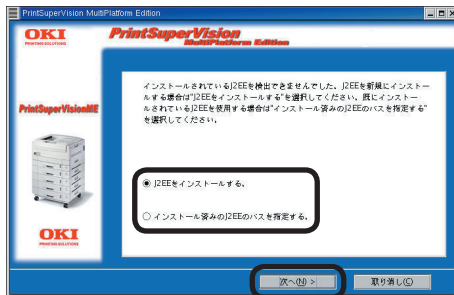 PrintSuperVision MultiPlatform Edition
OKI
PRINTING SOLUTIONS
PrintSuperVision
MultiPlatform Edition
インストールされているJ2EEを検出できませんでした。J2EEを新規にインストー
ルする場合は"J2EEをインストールする"を選択してください。既にインストー
ルされているJ2EEを使用する場合は"インストール済みのJ2EEのパスを指定する"
を選択してください。
PrintSuperVisionME
J2EEをインストールする。
インストール済みのJ2EEのパスを指定する。
OKI
PRINTING SOLUTIONS
次へ(N) >
取り消し(C)